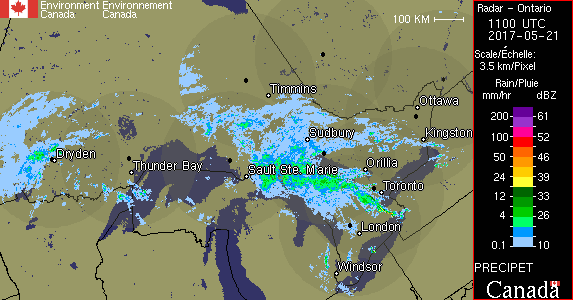 Environment Environnement
Canada Canada
100 KM
Timmins
Ottawa
Sudbury
Kingston
Dryden
Thunder Bay
Sault Ste. Marie
Orillia
Toronto
London
Windsor
Radar - Ontario
1100 UTC
2017-05-21
Scale/Échelle:
3.5 km/Pixel
Rain/Pluie
mm/hr dBZ
200 61
100 52
50 46
24 39
12 33
4 26
0.1 10
PRECIPET
Canada